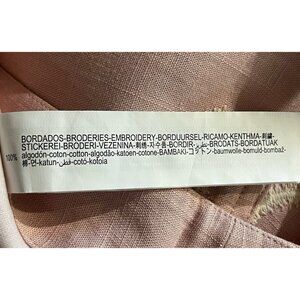 BORDADOS-BRODERIES-EMBROIDERY-BORDUURSEL-RICAMO-KENTHMA-刺繍-
STICKEREI-BRODERI-VEZENINA-刺绣-자수품-BORDIR-تطريز-BRODATS-BORDATUAK
100% algodón-coton-cotton-algodão-katoen-cotone-BAMBAKI-コットン-baumwolle-bomuld-bombaž-
棉-면-katun-قطن-cotó-kotoia